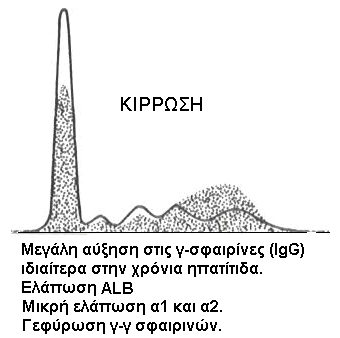 ΚΙΡΡΩΣΗ
Μεγάλη αύξηση στις γ-σφαιρίνες (IgG)
ιδιαίτερα στην χρόνια ηπατίτιδα.
Ελάπωση ALB
Μικρή ελάπωση α1 και α2.
Γεφύρωση γ-γ σφαιρινών.